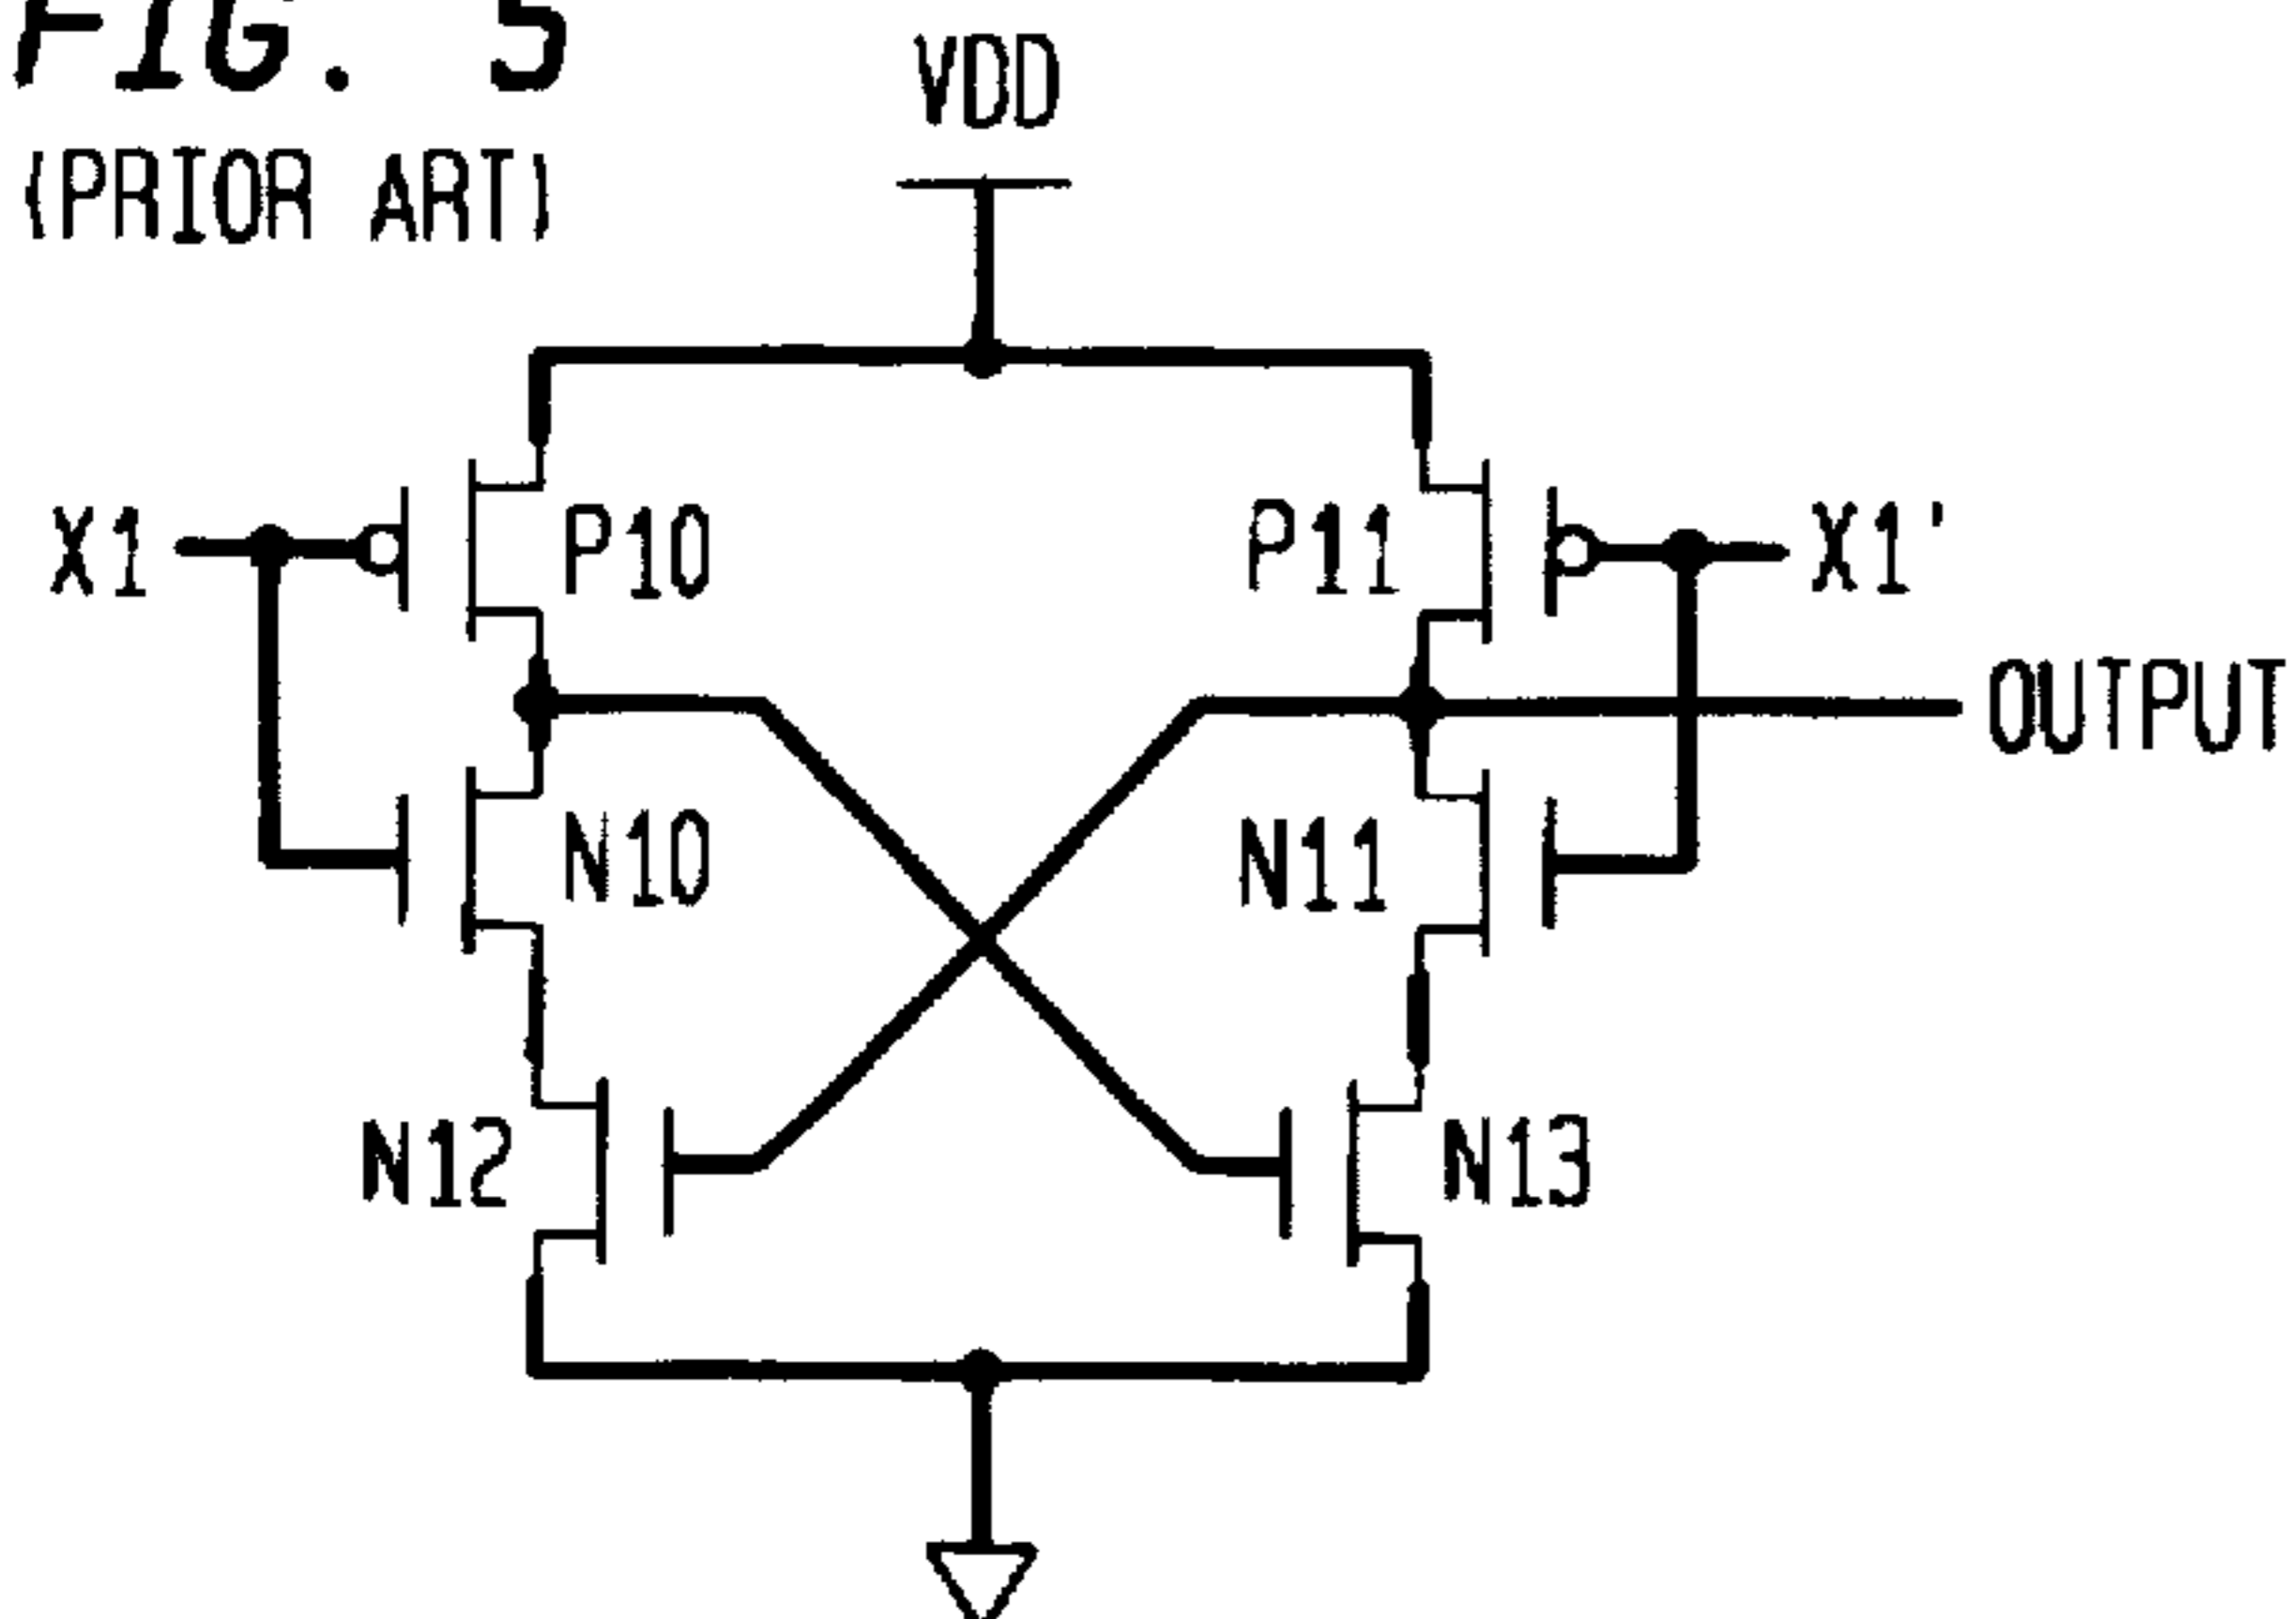 FIG. 5
(PRIOR ART)
VDD
X1
P10
P11
X1'
OUTPUT
N10
N11
N12
N13